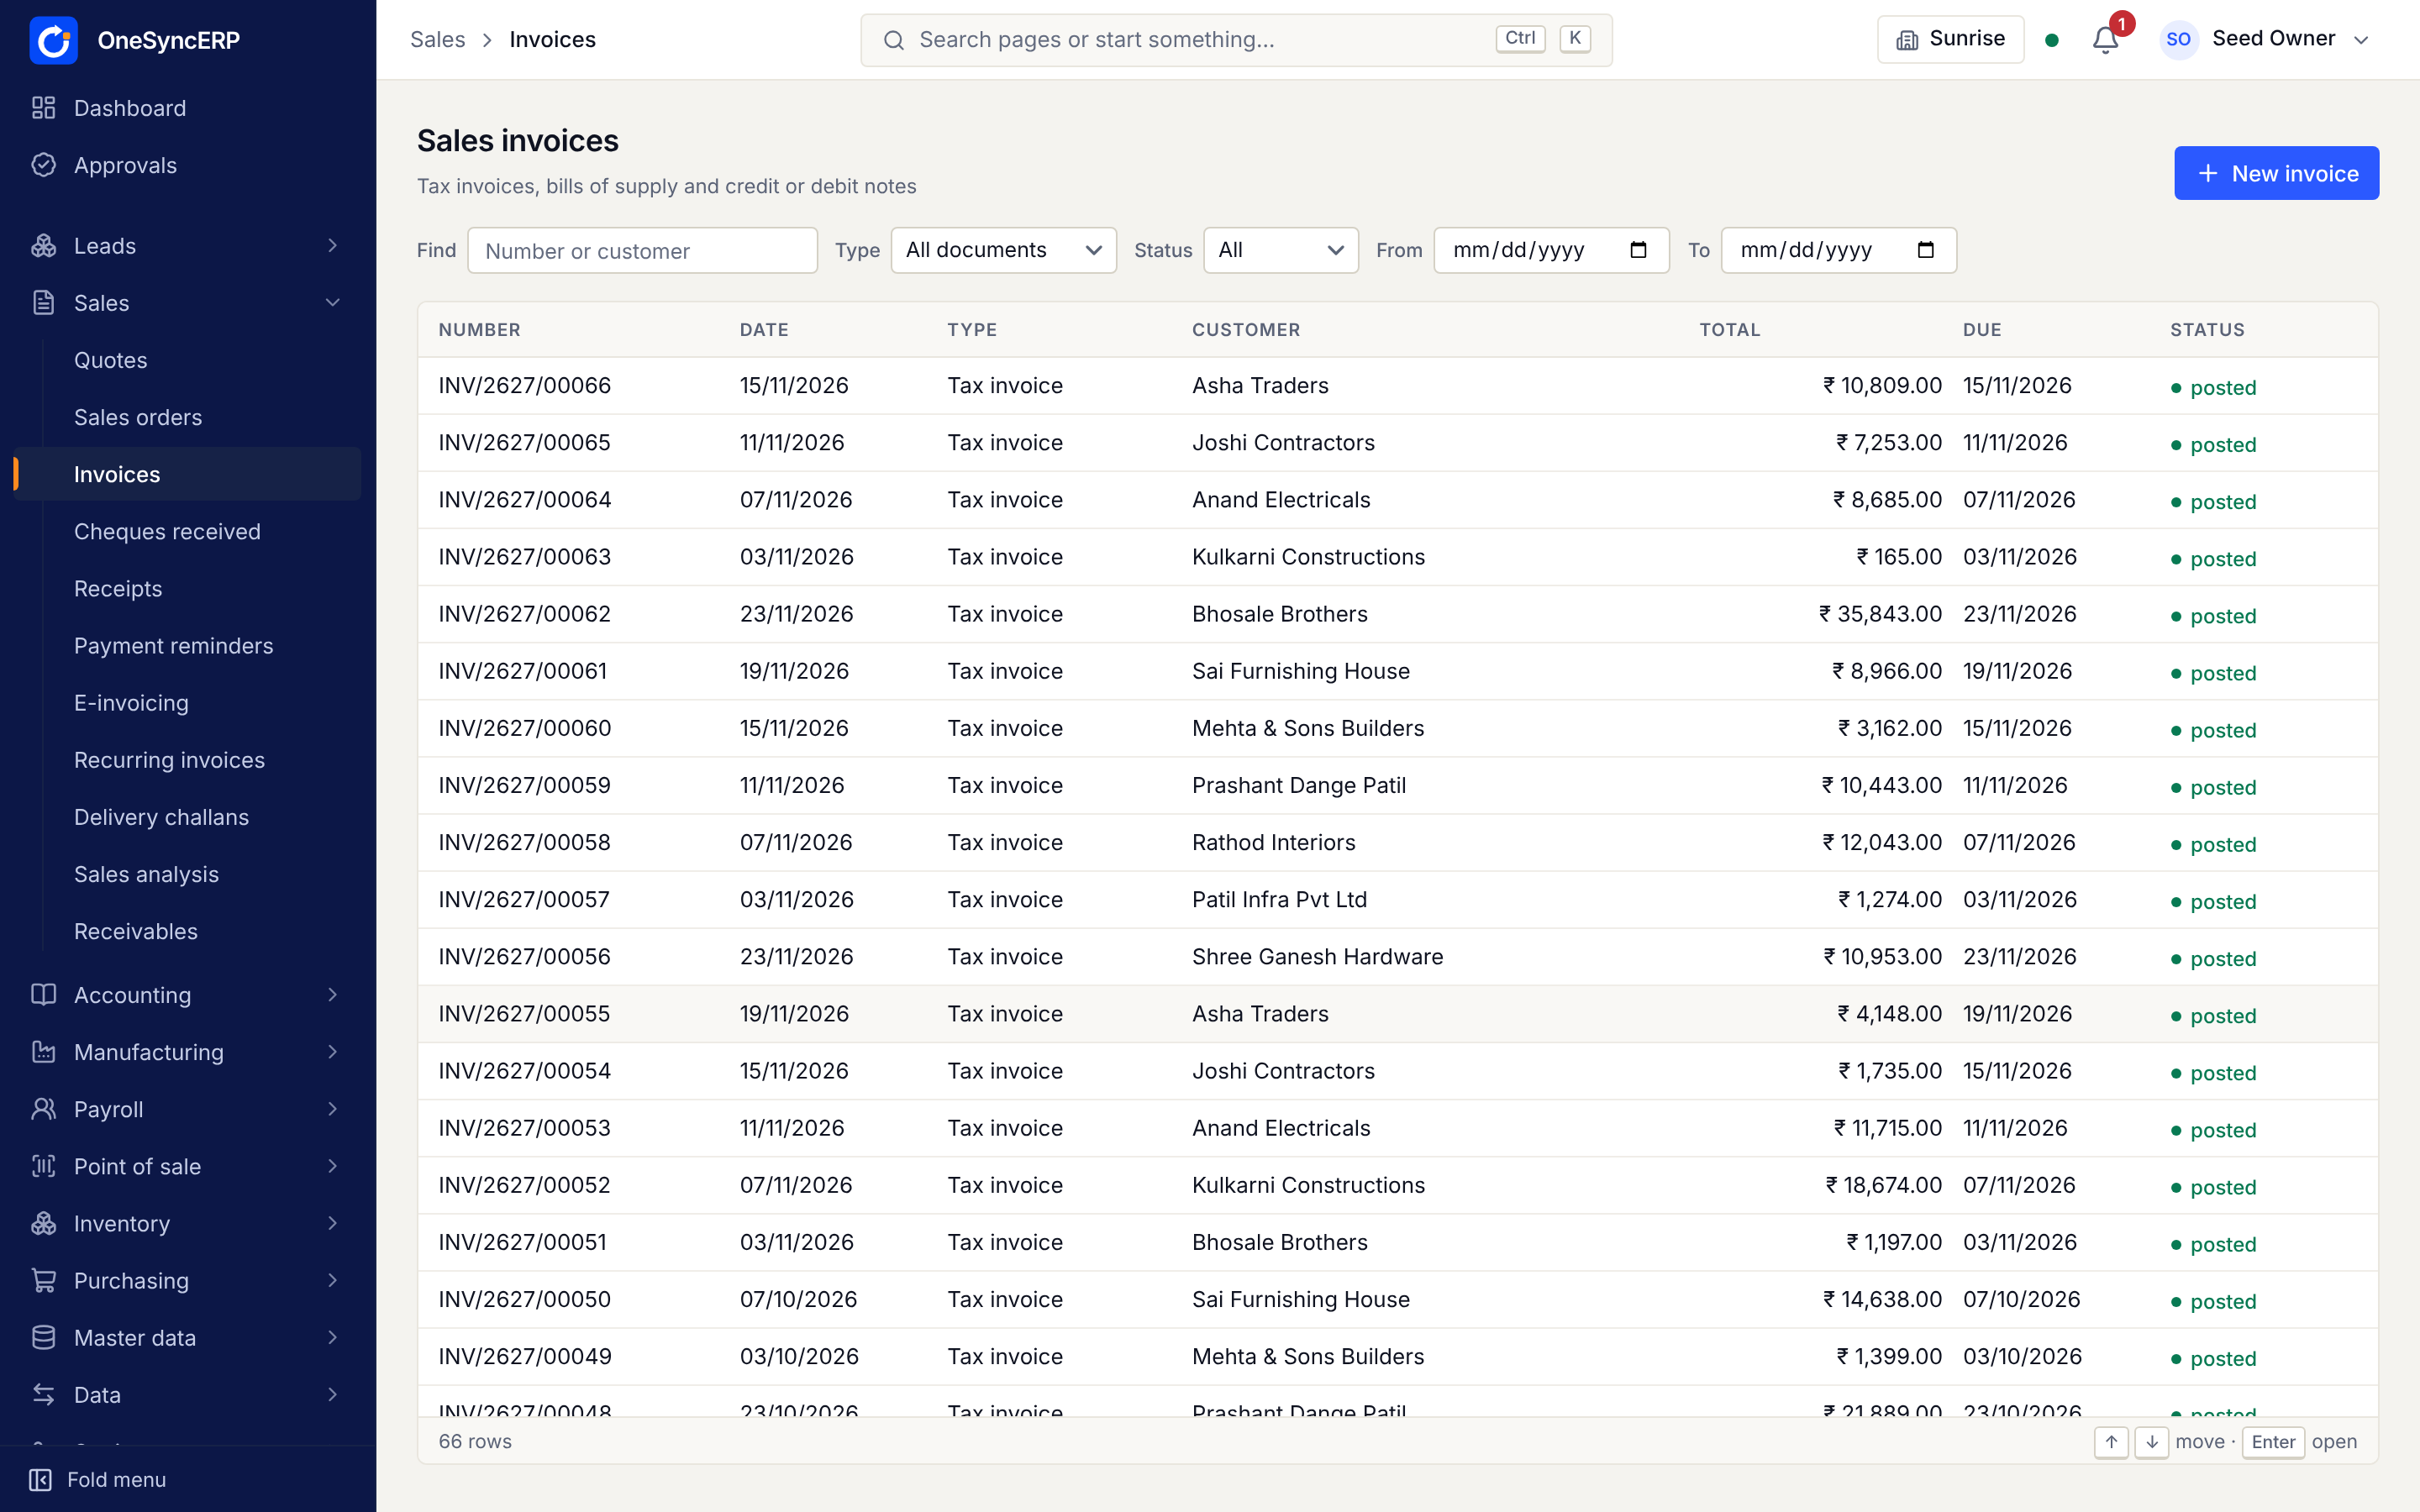 OneSyncERP
Dashboard
Approvals
Leads
Sales
Quotes
Sales orders
Invoices
Cheques received
Receipts
Payment reminders
E-invoicing
Recurring invoices
Delivery challans
Sales analysis
Receivables
Accounting
Manufacturing
Payroll
Point of sale
Inventory
Purchasing
Master data
Data
Fold menu
Sales > Invoices
Search pages or start something... Ctrl K
Sunrise 1 SO Seed Owner
Sales invoices
Tax invoices, bills of supply and credit or debit notes
+ New invoice
Find Number or customer Type All documents Status All From mm/dd/yyyy To mm/dd/yyyy
NUMBER DATE TYPE CUSTOMER TOTAL DUE STATUS
INV/2627/00066 15/11/2026 Tax invoice Asha Traders ₹ 10,809.00 15/11/2026 posted
INV/2627/00065 11/11/2026 Tax invoice Joshi Contractors ₹ 7,253.00 11/11/2026 posted
INV/2627/00064 07/11/2026 Tax invoice Anand Electricals ₹ 8,685.00 07/11/2026 posted
INV/2627/00063 03/11/2026 Tax invoice Kulkarni Constructions ₹ 165.00 03/11/2026 posted
INV/2627/00062 23/11/2026 Tax invoice Bhosale Brothers ₹ 35,843.00 23/11/2026 posted
INV/2627/00061 19/11/2026 Tax invoice Sai Furnishing House ₹ 8,966.00 19/11/2026 posted
INV/2627/00060 15/11/2026 Tax invoice Mehta & Sons Builders ₹ 3,162.00 15/11/2026 posted
INV/2627/00059 11/11/2026 Tax invoice Prashant Dange Patil ₹ 10,443.00 11/11/2026 posted
INV/2627/00058 07/11/2026 Tax invoice Rathod Interiors ₹ 12,043.00 07/11/2026 posted
INV/2627/00057 03/11/2026 Tax invoice Patil Infra Pvt Ltd ₹ 1,274.00 03/11/2026 posted
INV/2627/00056 23/11/2026 Tax invoice Shree Ganesh Hardware ₹ 10,953.00 23/11/2026 posted
INV/2627/00055 19/11/2026 Tax invoice Asha Traders ₹ 4,148.00 19/11/2026 posted
INV/2627/00054 15/11/2026 Tax invoice Joshi Contractors ₹ 1,735.00 15/11/2026 posted
INV/2627/00053 11/11/2026 Tax invoice Anand Electricals ₹ 11,715.00 11/11/2026 posted
INV/2627/00052 07/11/2026 Tax invoice Kulkarni Constructions ₹ 18,674.00 07/11/2026 posted
INV/2627/00051 03/11/2026 Tax invoice Bhosale Brothers ₹ 1,197.00 03/11/2026 posted
INV/2627/00050 07/10/2026 Tax invoice Sai Furnishing House ₹ 14,638.00 07/10/2026 posted
INV/2627/00049 03/10/2026 Tax invoice Mehta & Sons Builders ₹ 1,399.00 03/10/2026 posted
INV/2627/00048 23/10/2026 Tax invoice Prashant Dange Patil ₹ 21,889.00 23/10/2026 posted
66 rows ↑ ↓ move · Enter open